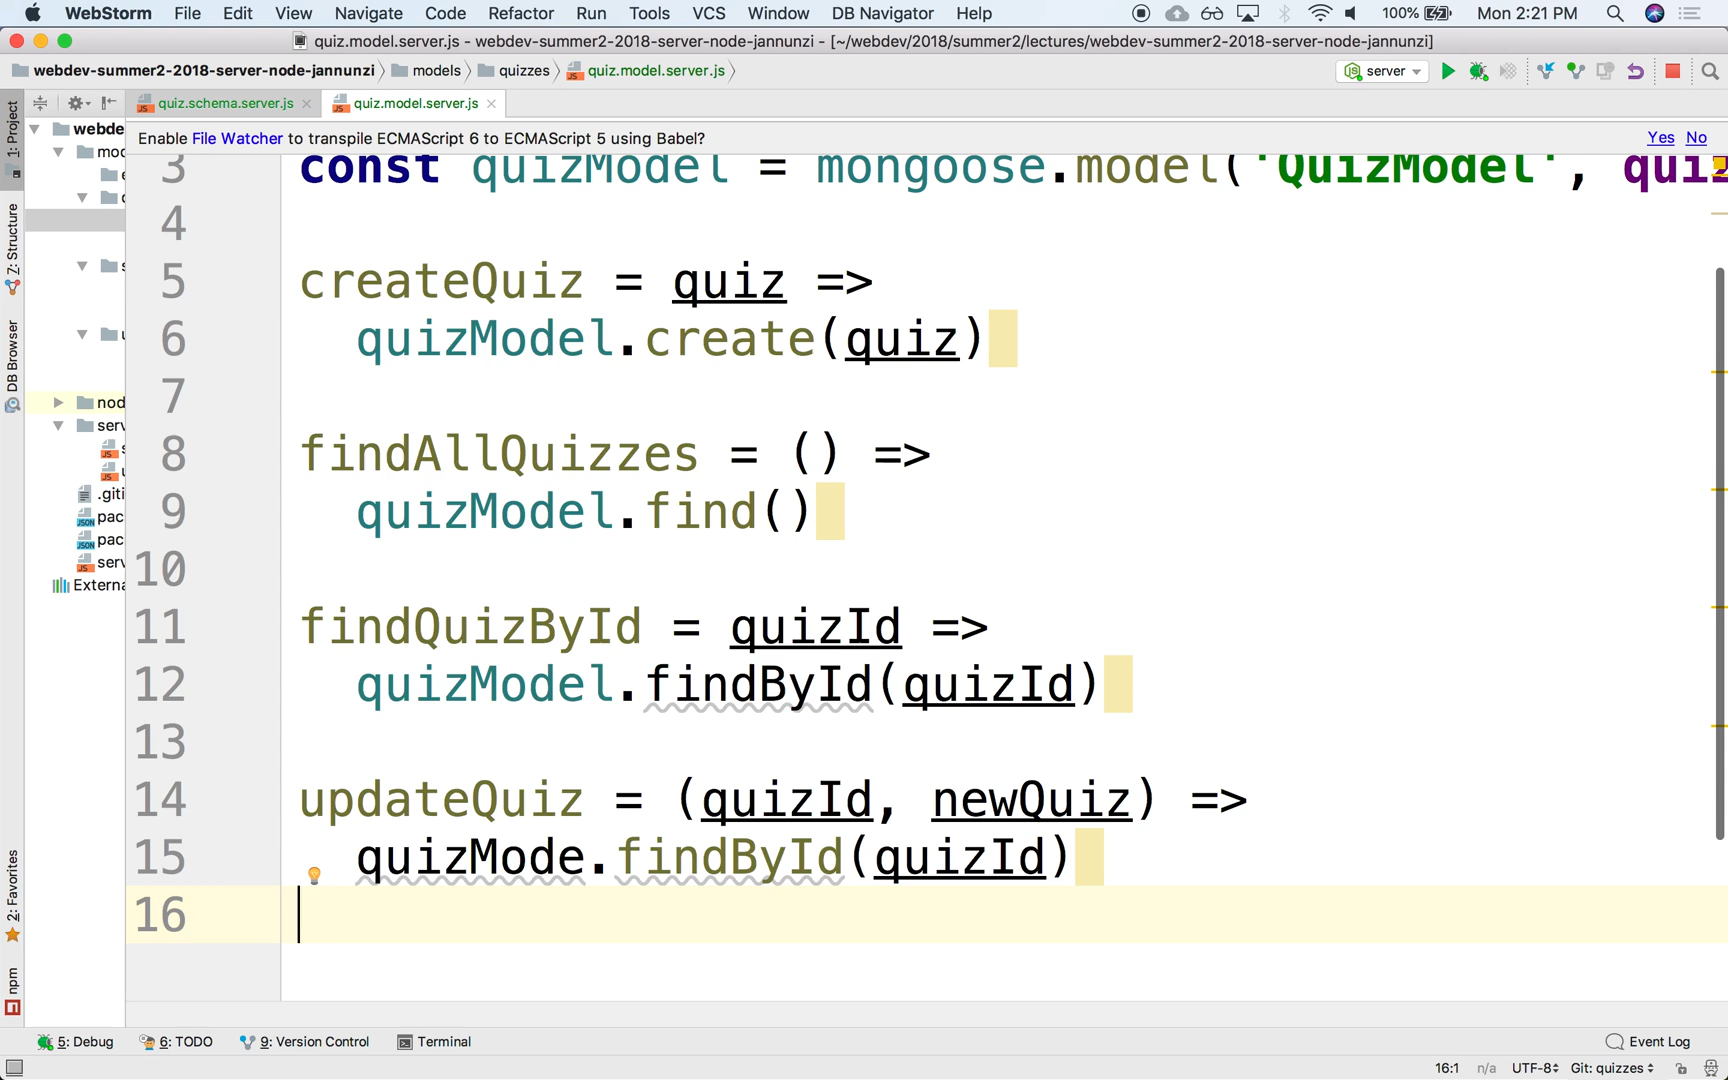 WebStorm File Edit View Navigate Code Refactor Run Tools VCS Window DB Navigator Help 100% Mon 2:21 PM
quiz.model.server.js - webdev-summer2-2018-server-node-jannunzi - [~/webdev/2018/summer2/lectures/webdev-summer2-2018-server-node-jannunzi]
webdev-summer2-2018-server-node-jannunzi models quizzes quiz.model.server.js server
quiz.schema.server.js quiz.model.server.js
Enable File Watcher to transpile ECMAScript 6 to ECMAScript 5 using Babel? Yes No
1: Project
7: Structure
DB Browser
2: Favorites
npm
webde
mod
nod
serv
.giti
pac
pac
serv
Externa
3 const quizModel = mongoose.model('QuizModel', quiz
4
5 createQuiz = quiz =>
6 quizModel.create(quiz)
7
8 findAllQuizzes = () =>
9 quizModel.find()
10
11 findQuizById = quizId =>
12 quizModel.findById(quizId)
13
14 updateQuiz = (quizId, newQuiz) =>
15 quizMode.findById(quizId)
16
5: Debug 6: TODO 9: Version Control Terminal Event Log
16:1 n/a UTF-8 Git: quizzes